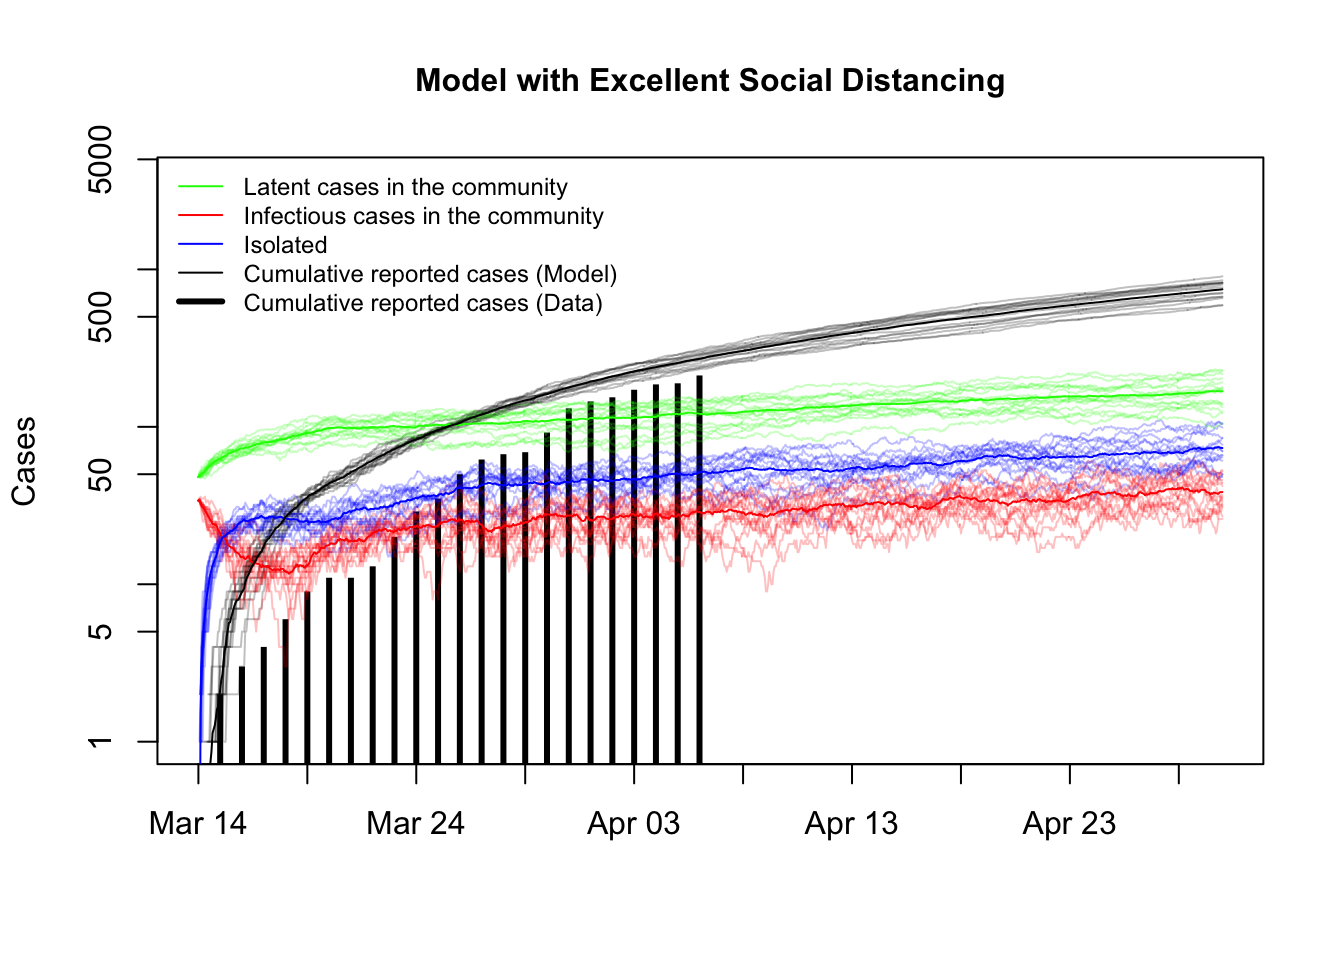 Model with Excellent Social Distancing
Latent cases in the community
Infectious cases in the community
Isolated
Cumulative reported cases (Model)
Cumulative reported cases (Data)
Cases
5000
500
50
5
1
Mar 14 Mar 24 Apr 03 Apr 13 Apr 23